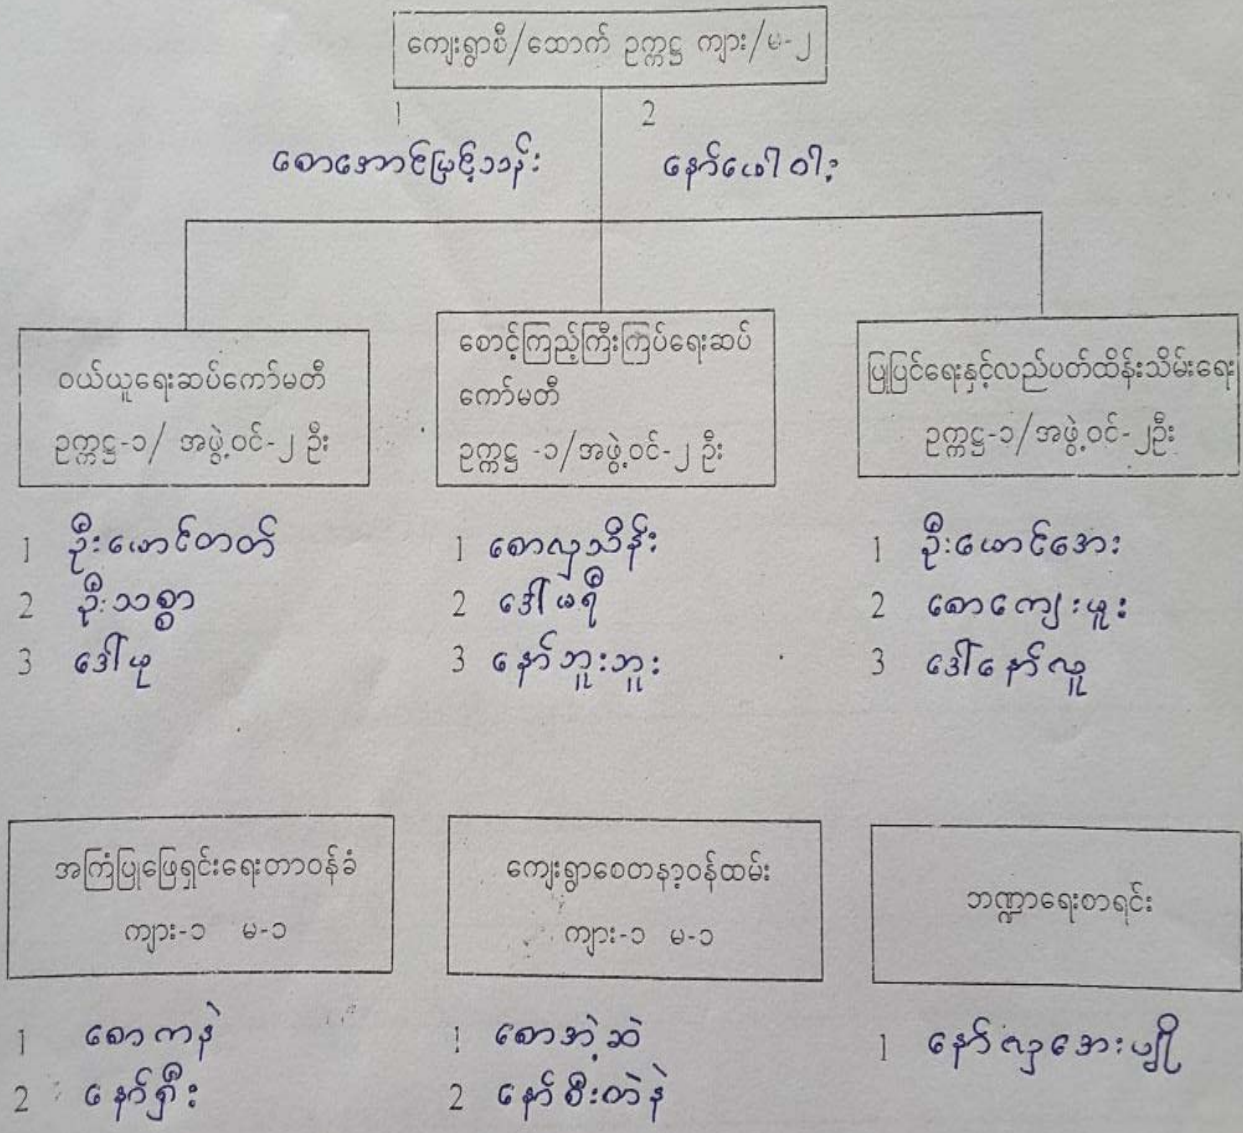 ကျေးရွာစီ/ထောက် ဥက္ကဋ္ဌ ကျား/မ-၂
1 2
စောအောင်မြင့်သန်း နော်ဖေါဝါး
ဝယ်ယူရေးဆပ်ကော်မတီ
ဥက္ကဋ္ဌ-၁/ အဖွဲ့ဝင်-၂ ဦး
1 ဦးမောင်တတ်
2 ဦးသစ္စာ
3 ဒေါ်မု
စောင့်ကြည့်ကြီးကြပ်ရေးဆပ်
ကော်မတီ
ဥက္ကဋ္ဌ -၁/အဖွဲ့ဝင်-၂ ဦး
1 စောလှသိန်း
2 ဒေါ်မရီ
3 နော်ဘူးဘူး
ပြုပြင်ရေးနှင့်လည်ပတ်ထိန်းသိမ်းရေး
ဥက္ကဋ္ဌ-၁/အဖွဲ့ဝင်-၂ဦး
1 ဦးမောင်အေး
2 စောကျေးမူး
3 ဒေါ်နော်လူ
အကြံပြုဖြေရှင်းရေးတာဝန်ခံ
ကျား-၁ မ-၁
1 စောကနဲ
2 နော်ရှီး
ကျေးရွာစေတနာ့ဝန်ထမ်း
ကျား-၁ မ-၁
1 စောအဲ့ဆဲ
2 နော်စီးတဲနဲ
ဘဏ္ဍာရေးစာရင်း
1 နော်လှအေးပျို